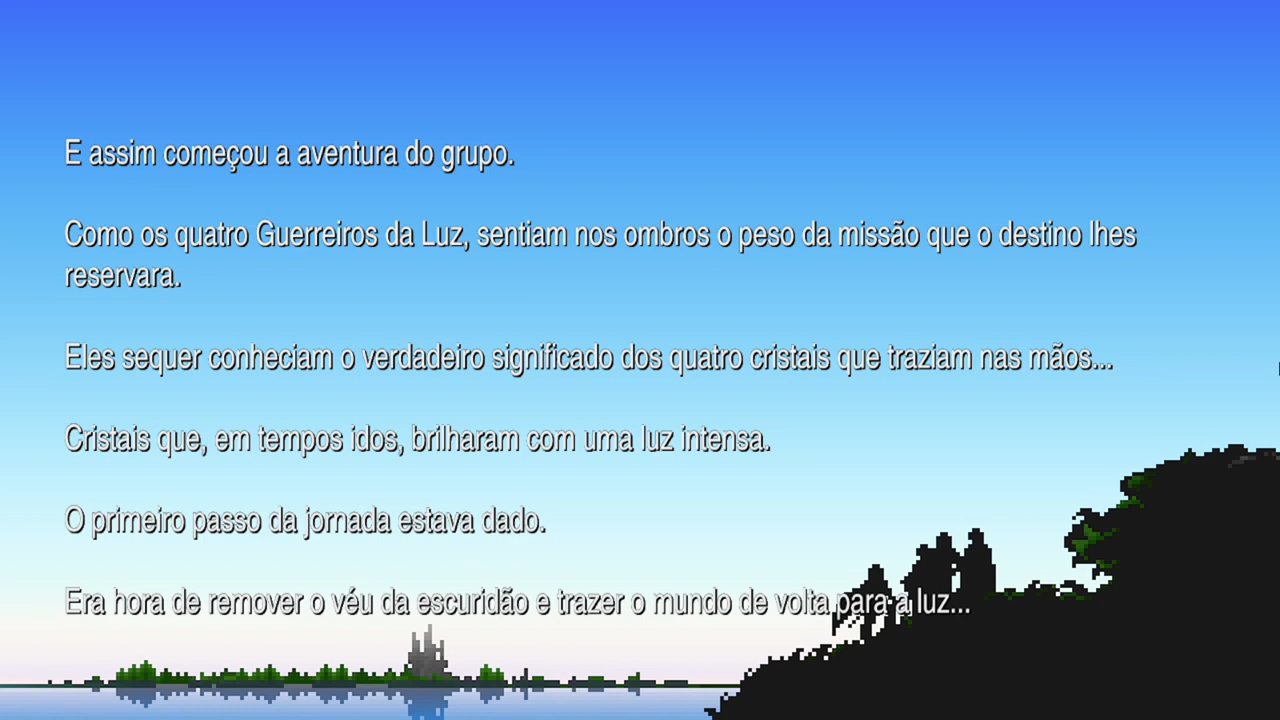 E assim começou a aventura do grupo.
Como os quatro Guerreiros da Luz, sentiam nos ombros o peso da missão que o destino lhes
reservara.
Eles sequer conheciam o verdadeiro significado dos quatro cristais que traziam nas mãos...
Cristais que, em tempos idos, brilharam com uma luz intensa.
O primeiro passo da jornada estava dado.
Era hora de remover o véu da escuridão e trazer o mundo de volta para a luz...